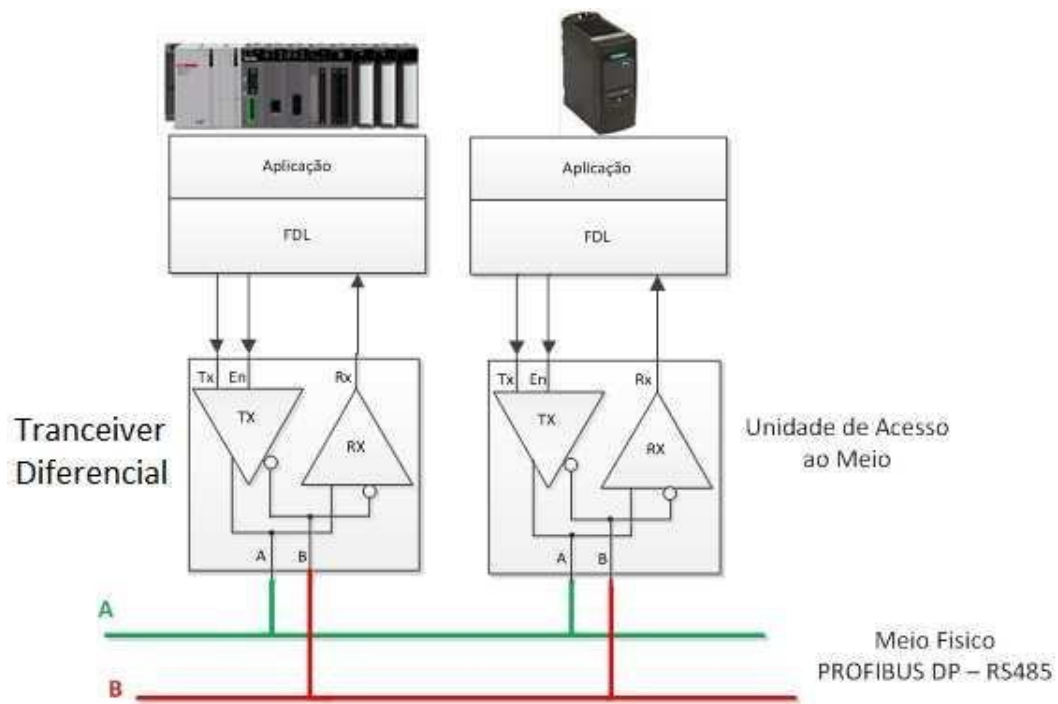 Aplicação
Aplicação
FDL
FDL
Tx
En
Rx
Tx
En
Rx
TX
RX
TX
RX
Tranceiver
Diferencial
Unidade de Acesso
ao Meio
A
B
A
B
A
Meio Fisico
PROFIBUS DP – RS485
B